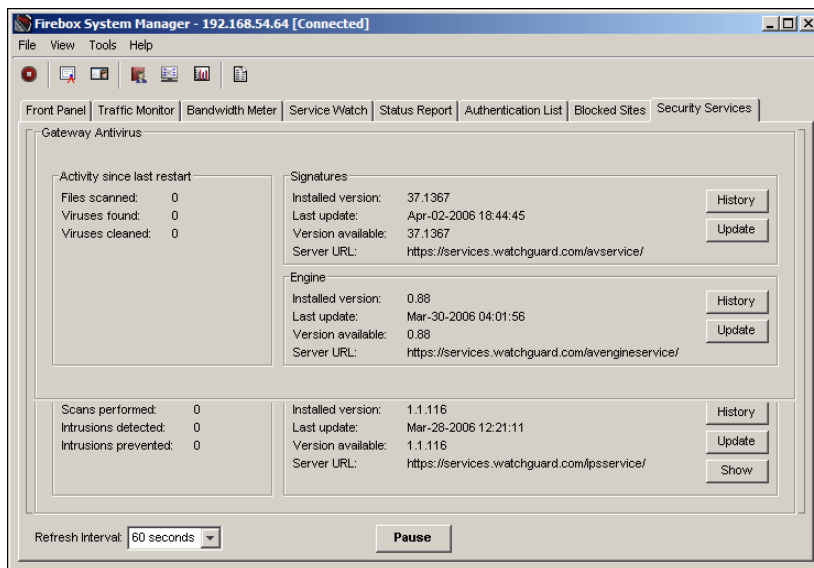 Firebox System Manager - 192.168.54.64 [Connected]
File View Tools Help
Front Panel Traffic Monitor Bandwidth Meter Service Watch Status Report Authentication List Blocked Sites Security Services
Gateway Antivirus
Activity since last restart
Files scanned: 0
Viruses found: 0
Viruses cleaned: 0
Signatures
Installed version: 37.1367
Last update: Apr-02-2006 18:44:45
Version available: 37.1367
Server URL: https://services.watchguard.com/avservice/
History
Update
Engine
Installed version: 0.88
Last update: Mar-30-2006 04:01:56
Version available: 0.88
Server URL: https://services.watchguard.com/avengineservice/
History
Update
Scans performed: 0
Intrusions detected: 0
Intrusions prevented: 0
Installed version: 1.1.116
Last update: Mar-28-2006 12:21:11
Version available: 1.1.116
Server URL: https://services.watchguard.com/ipsservice/
History
Update
Show
Refresh Interval: 60 seconds
Pause